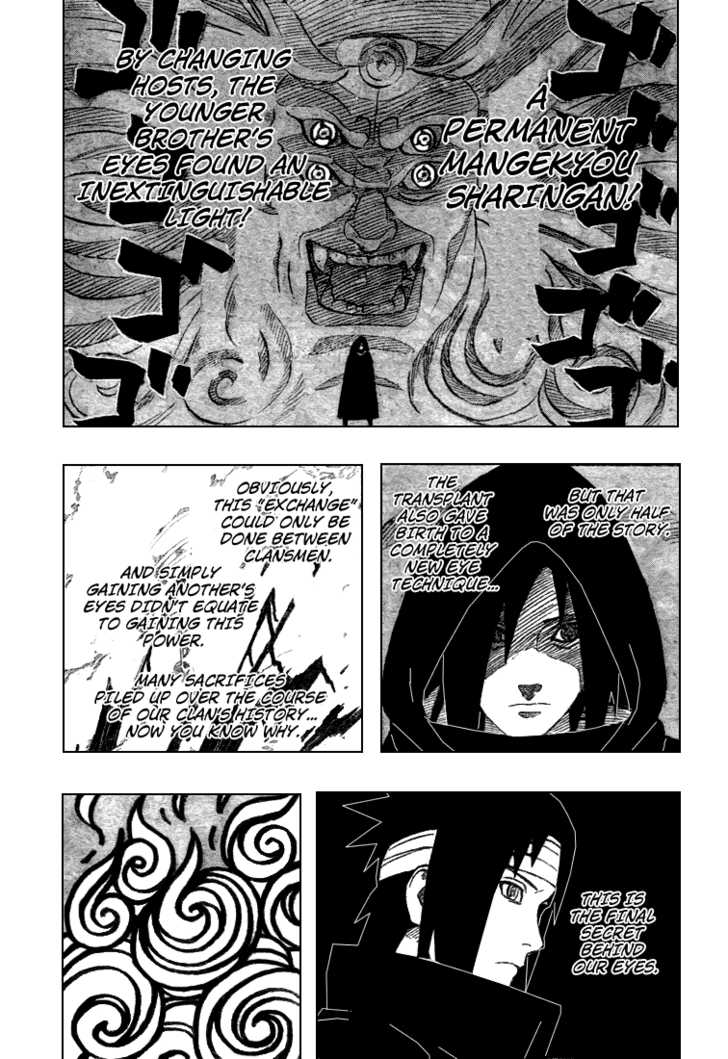 A
PERMANENT
MANGEKYOU
SHARINGAN!
BY CHANGING
HOSTS, THE
YOUNGER
BROTHER'S
EYES FOUND AN
INEXTINGUISHABLE
LIGHT!
BUT THAT
WAS ONLY HALF
OF THE STORY.
THE
TRANSPLANT
ALSO GAVE
BIRTH TO A
COMPLETELY
NEW EYE
TECHNIQUE...
OBVIOUSLY,
THIS "EXCHANGE"
COULD ONLY BE
DONE BETWEEN
CLANSMEN.
AND SIMPLY
GAINING ANOTHER'S
EYES DIDN'T EQUATE
TO GAINING THIS
POWER.
MANY SACRIFICES
PILED UP OVER THE COURSE
OF OUR CLAN'S HISTORY...
NOW YOU KNOW WHY.
THIS IS
THE FINAL
SECRET
BEHIND
OUR EYES.